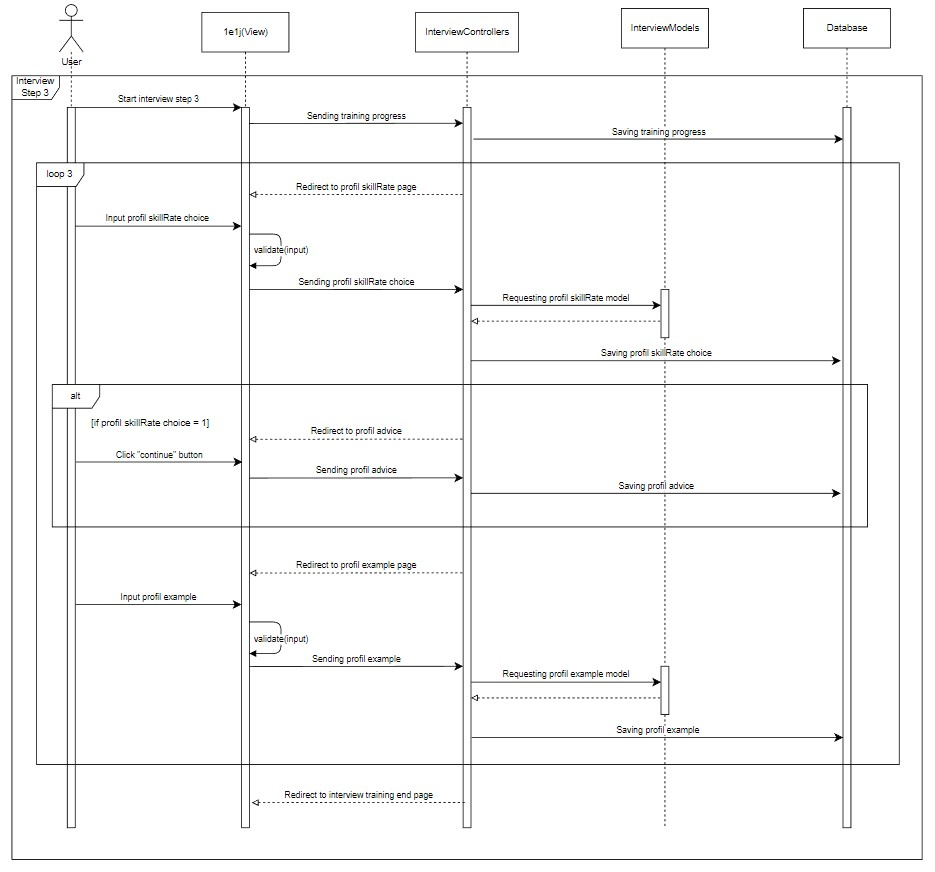 User
1e1j(View)
InterviewControllers
InterviewModels
Database
Interview
Step 3
Start interview step 3
Sending training progress
Saving training progress
loop 3
Redirect to profil skillRate page
Input profil skillRate choice
validate(input)
Sending profil skillRate choice
Requesting profil skillRate model
Saving profil skillRate choice
alt
[if profil skillRate choice = 1]
Redirect to profil advice
Click "continue" button
Sending profil advice
Saving profil advice
Redirect to profil example page
Input profil example
validate(input)
Sending profil example
Requesting profil example model
Saving profil example
Redirect to interview training end page